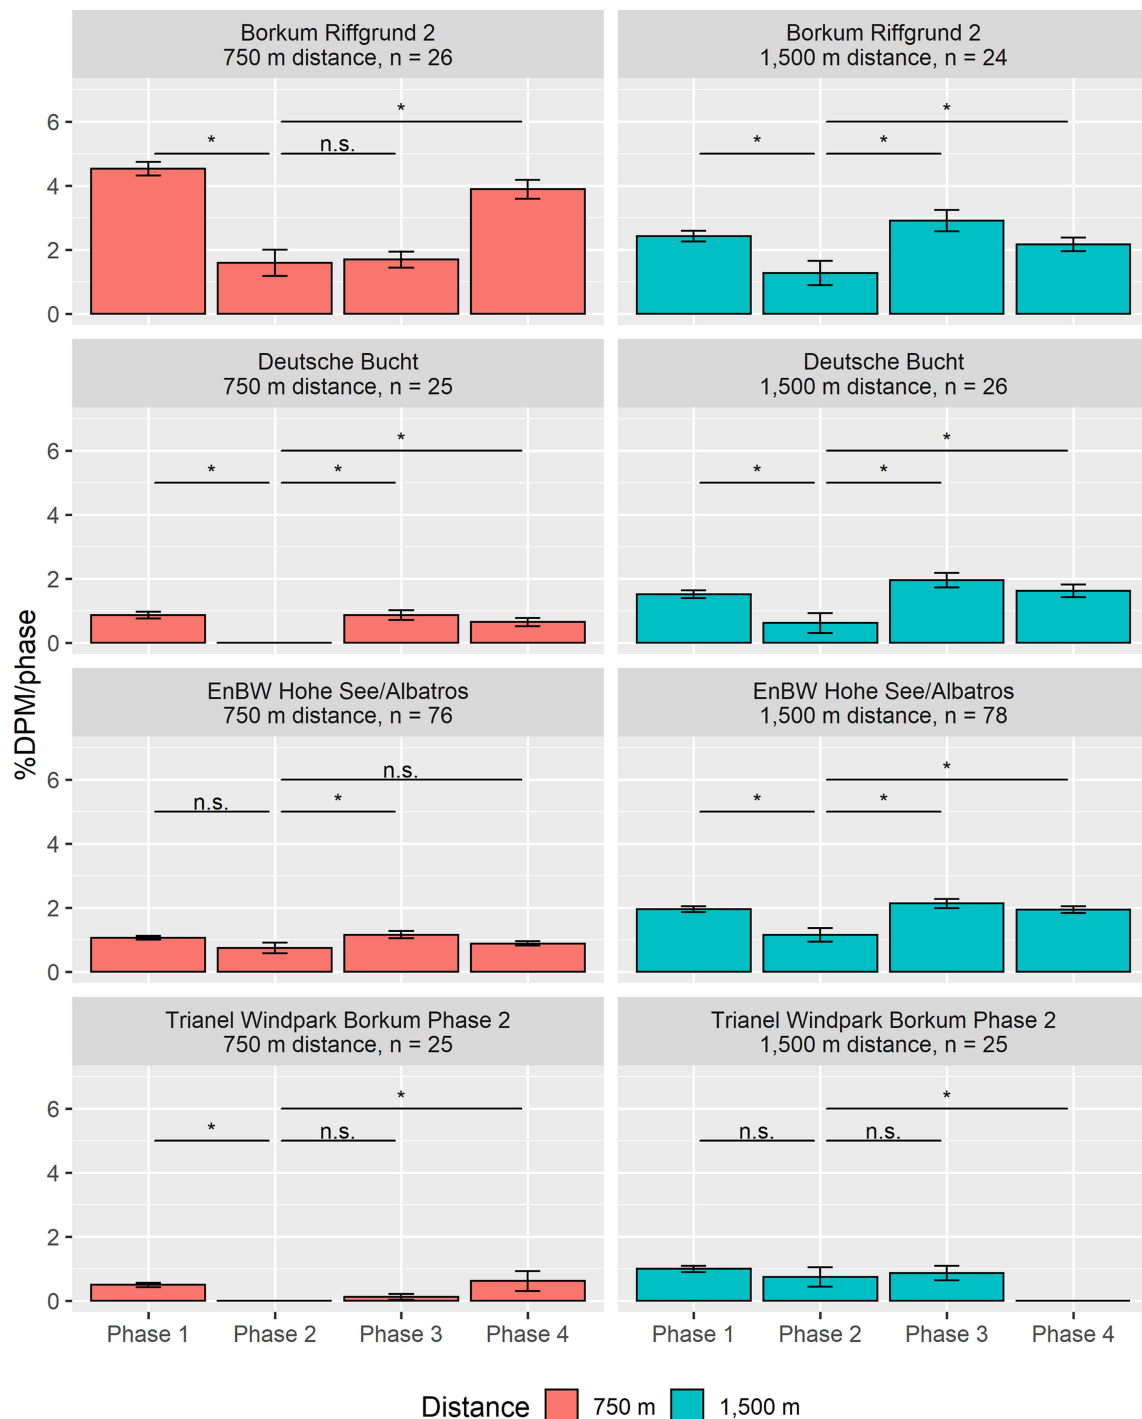 Borkum Riffgrund 2
750 m distance, n = 26
Borkum Riffgrund 2
1,500 m distance, n = 24
*
*
n.s.
*
*
*
6
4
2
0
Deutsche Bucht
750 m distance, n = 25
Deutsche Bucht
1,500 m distance, n = 26
*
*
*
*
*
*
6
4
2
0
%DPM/phase
EnBW Hohe See/Albatros
750 m distance, n = 76
EnBW Hohe See/Albatros
1,500 m distance, n = 78
n.s.
n.s.
*
*
*
*
6
4
2
0
Trianel Windpark Borkum Phase 2
750 m distance, n = 25
Trianel Windpark Borkum Phase 2
1,500 m distance, n = 25
*
*
n.s.
*
n.s.
n.s.
6
4
2
0
Phase 1 Phase 2 Phase 3 Phase 4
Phase 1 Phase 2 Phase 3 Phase 4
Distance 750 m 1,500 m